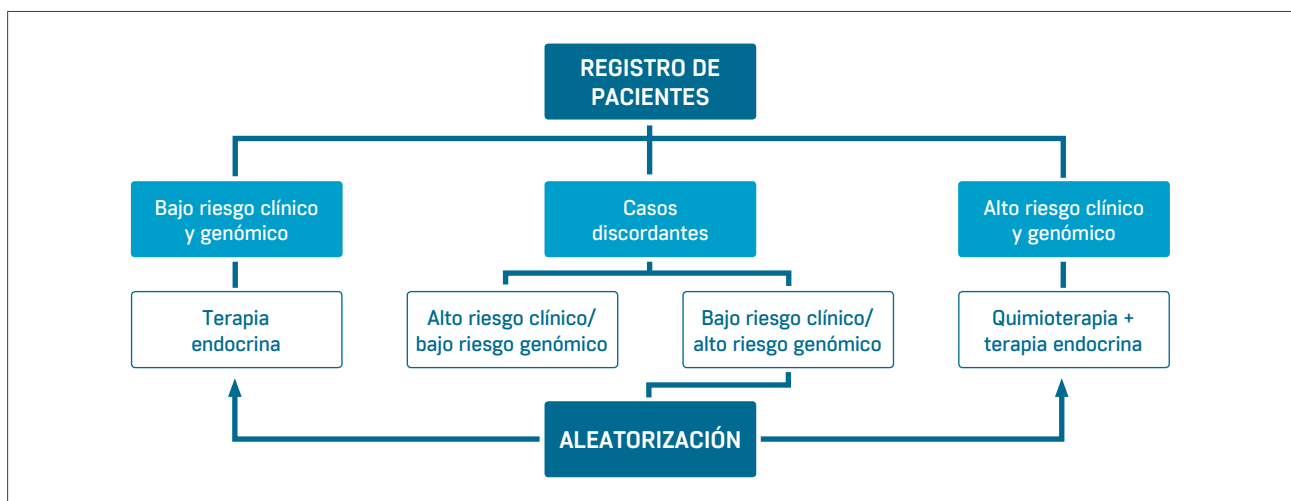 REGISTRO DE
PACIENTES
Bajo riesgo clínico
y genómico
Casos
discordantes
Alto riesgo clínico
y genómico
Terapia
endocrina
Alto riesgo clínico/
bajo riesgo genómico
Bajo riesgo clínico/
alto riesgo genómico
Quimioterapia +
terapia endocrina
ALEATORIZACIÓN